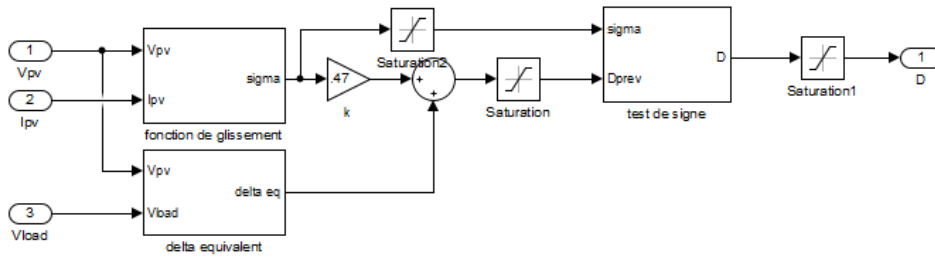 1
Vpv
2
Ipv
3
Vload
Vpv
Ipv
sigma
fonction de glissement
Vpv
Vload
delta eq
delta equivalent
.47
k
Saturation2
+
+
Saturation
sigma
Dprev
D
test de signe
Saturation1
1
D